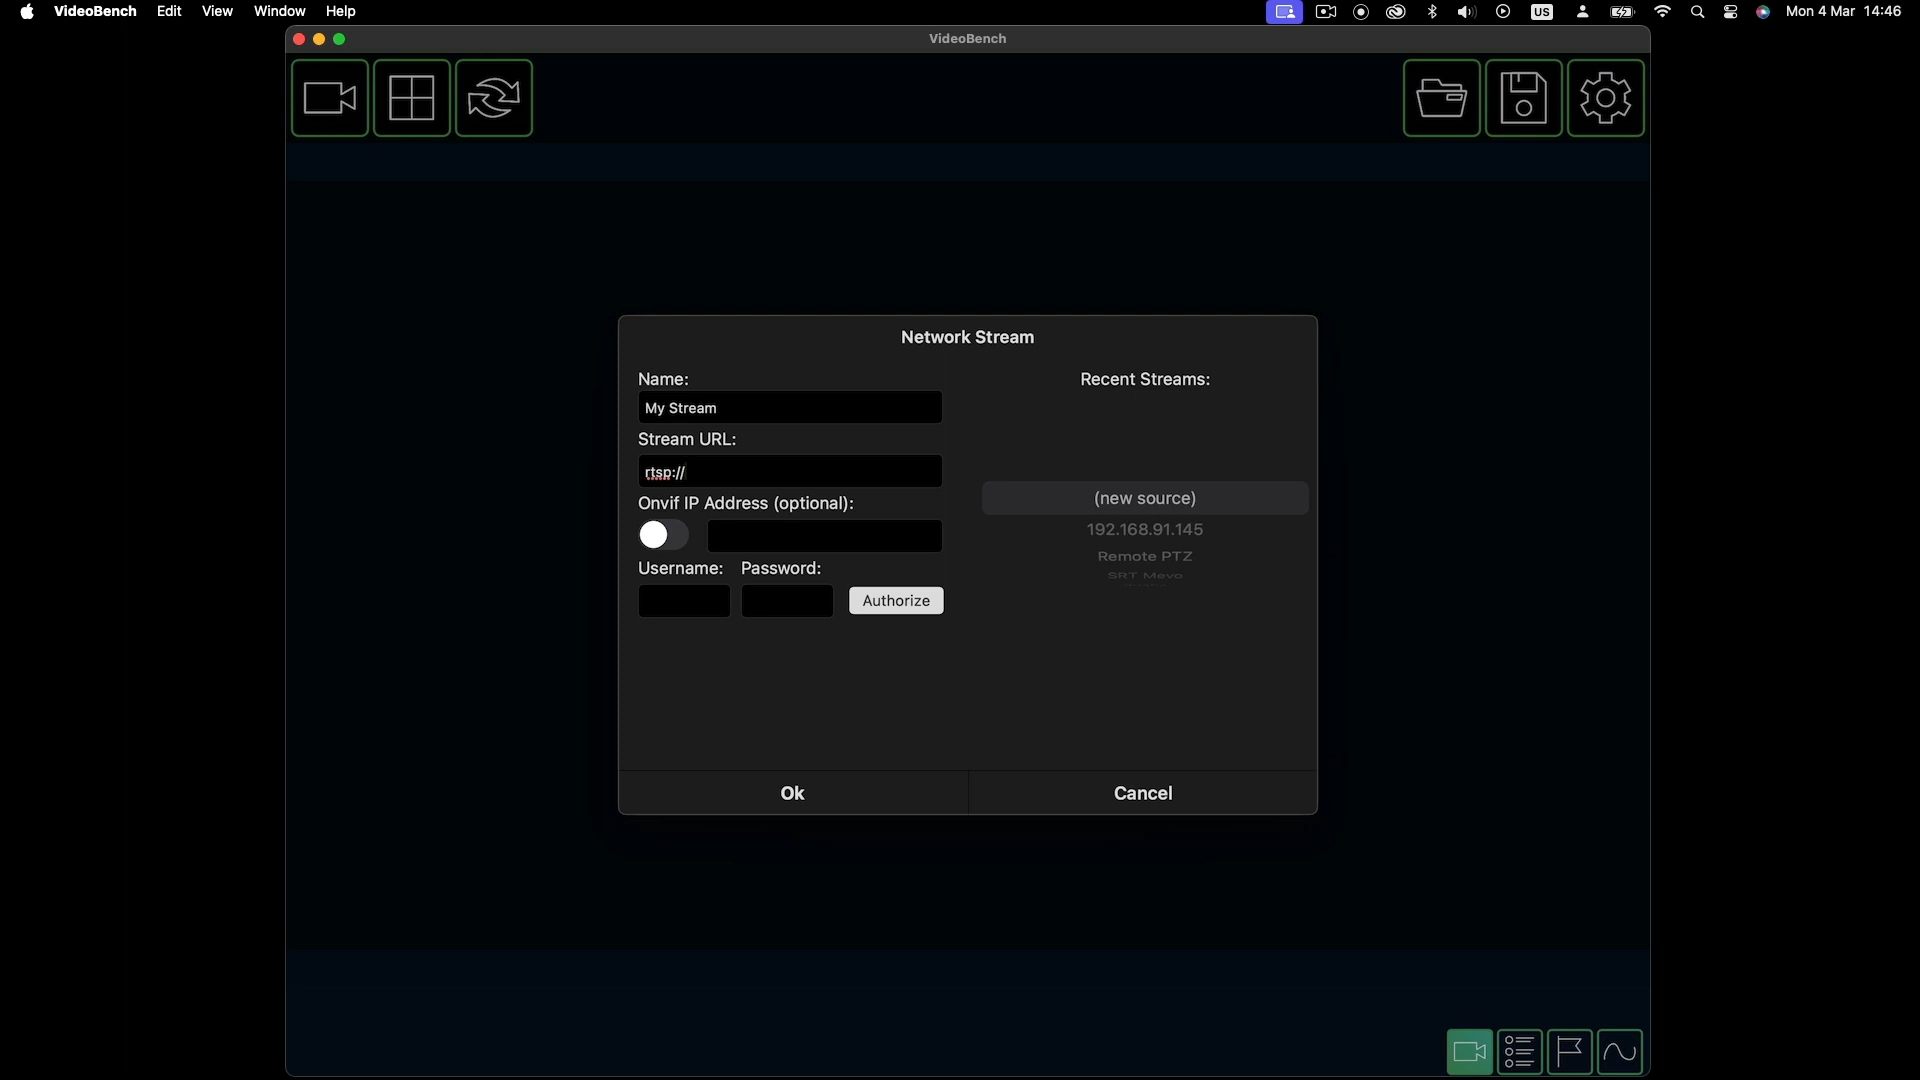 VideoBench Edit View Window Help
US Mon 4 Mar 14:46
VideoBench
Network Stream
Name:
My Stream
Stream URL:
rtsp://
Onvif IP Address (optional):
Username: Password:
Authorize
Recent Streams:
(new source)
192.168.91.145
Remote PTZ
SRT Mevo
Ok Cancel